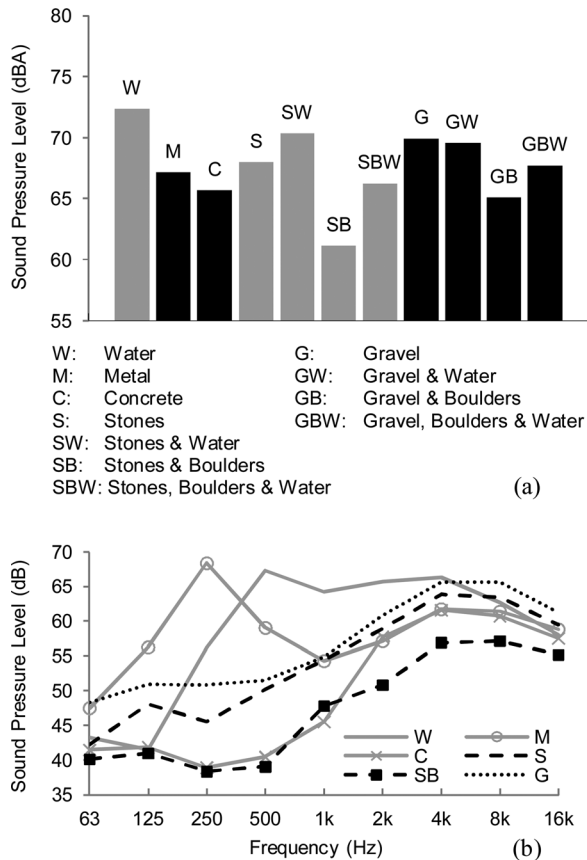 80
75
70
65
60
55
Sound Pressure Level (dBA)
W
M
C
S
SW
SB
SBW
G
GW
GB
GBW
W: Water
M: Metal
C: Concrete
S: Stones
SW: Stones & Water
SB: Stones & Boulders
SBW: Stones, Boulders & Water
G: Gravel
GW: Gravel & Water
GB: Gravel & Boulders
GBW: Gravel, Boulders & Water
(a)
70
65
60
55
50
45
40
35
Sound Pressure Level (dB)
W
M
C
S
SB
G
63 125 250 500 1k 2k 4k 8k 16k
Frequency (Hz)
(b)